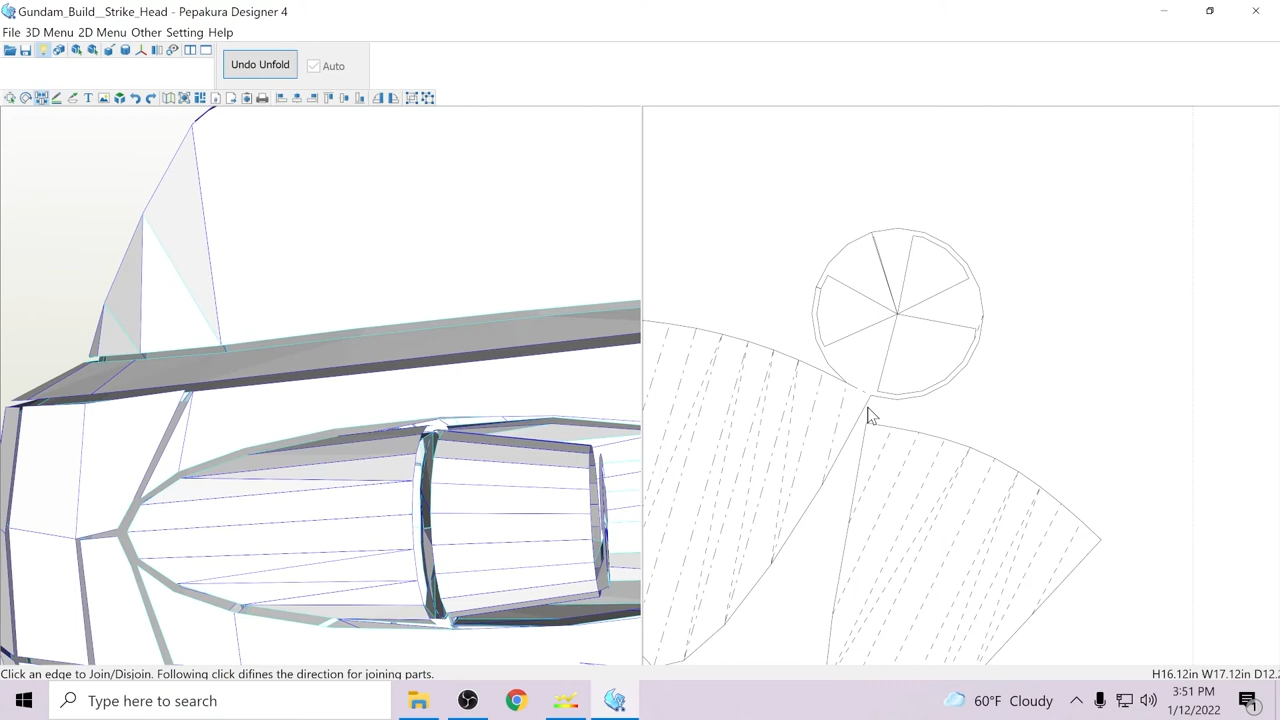 Gundam_Build__Strike_Head - Pepakura Designer 4
File 3D Menu 2D Menu Other Setting Help
Undo Unfold
Auto
T
Click an edge to Join/Disjoin. Following click difines the direction for joining parts.
H16.12in W17.12in D12.
Type here to search
60°F Cloudy
3:51 PM
1/12/2022
1